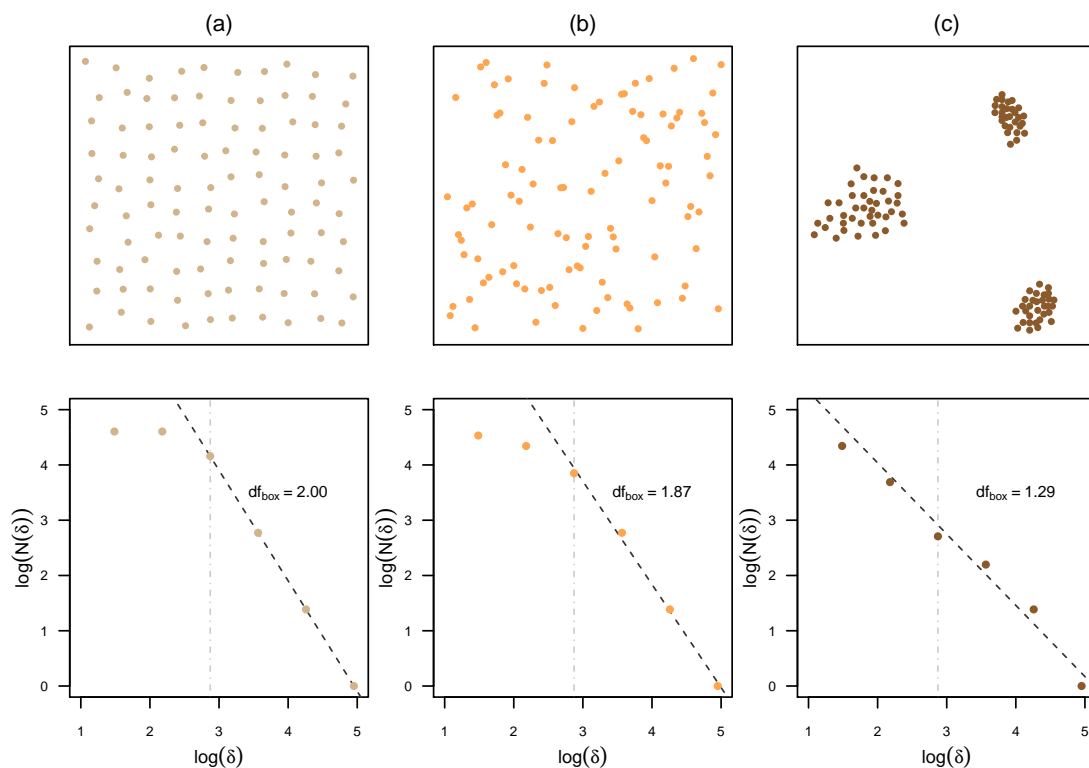 (a)
(b)
(c)
log(N(δ))
5
4
3
2
1
0
df_box = 2.00
1 2 3 4 5
log(δ)
log(N(δ))
5
4
3
2
1
0
df_box = 1.87
1 2 3 4 5
log(δ)
log(N(δ))
5
4
3
2
1
0
df_box = 1.29
1 2 3 4 5
log(δ)